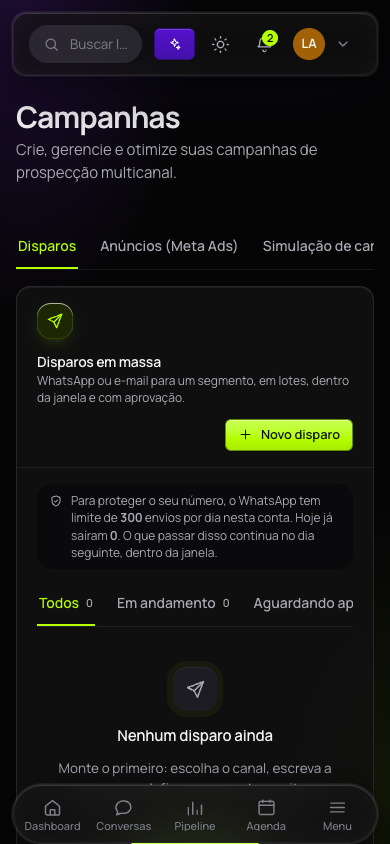 Buscar l...
2
LA
Campanhas
Crie, gerencie e otimize suas campanhas de
prospecção multicanal.
Disparos Anúncios (Meta Ads) Simulação de car
Disparos em massa
WhatsApp ou e-mail para um segmento, em lotes, dentro
da janela e com aprovação.
Novo disparo
Para proteger o seu número, o WhatsApp tem
limite de 300 envios por dia nesta conta. Hoje já
saíram 0. O que passar disso continua no dia
seguinte, dentro da janela.
Todos 0 Em andamento 0 Aguardando ap
Nenhum disparo ainda
Monte o primeiro: escolha o canal, escreva a
Dashboard Conversas Pipeline Agenda Menu